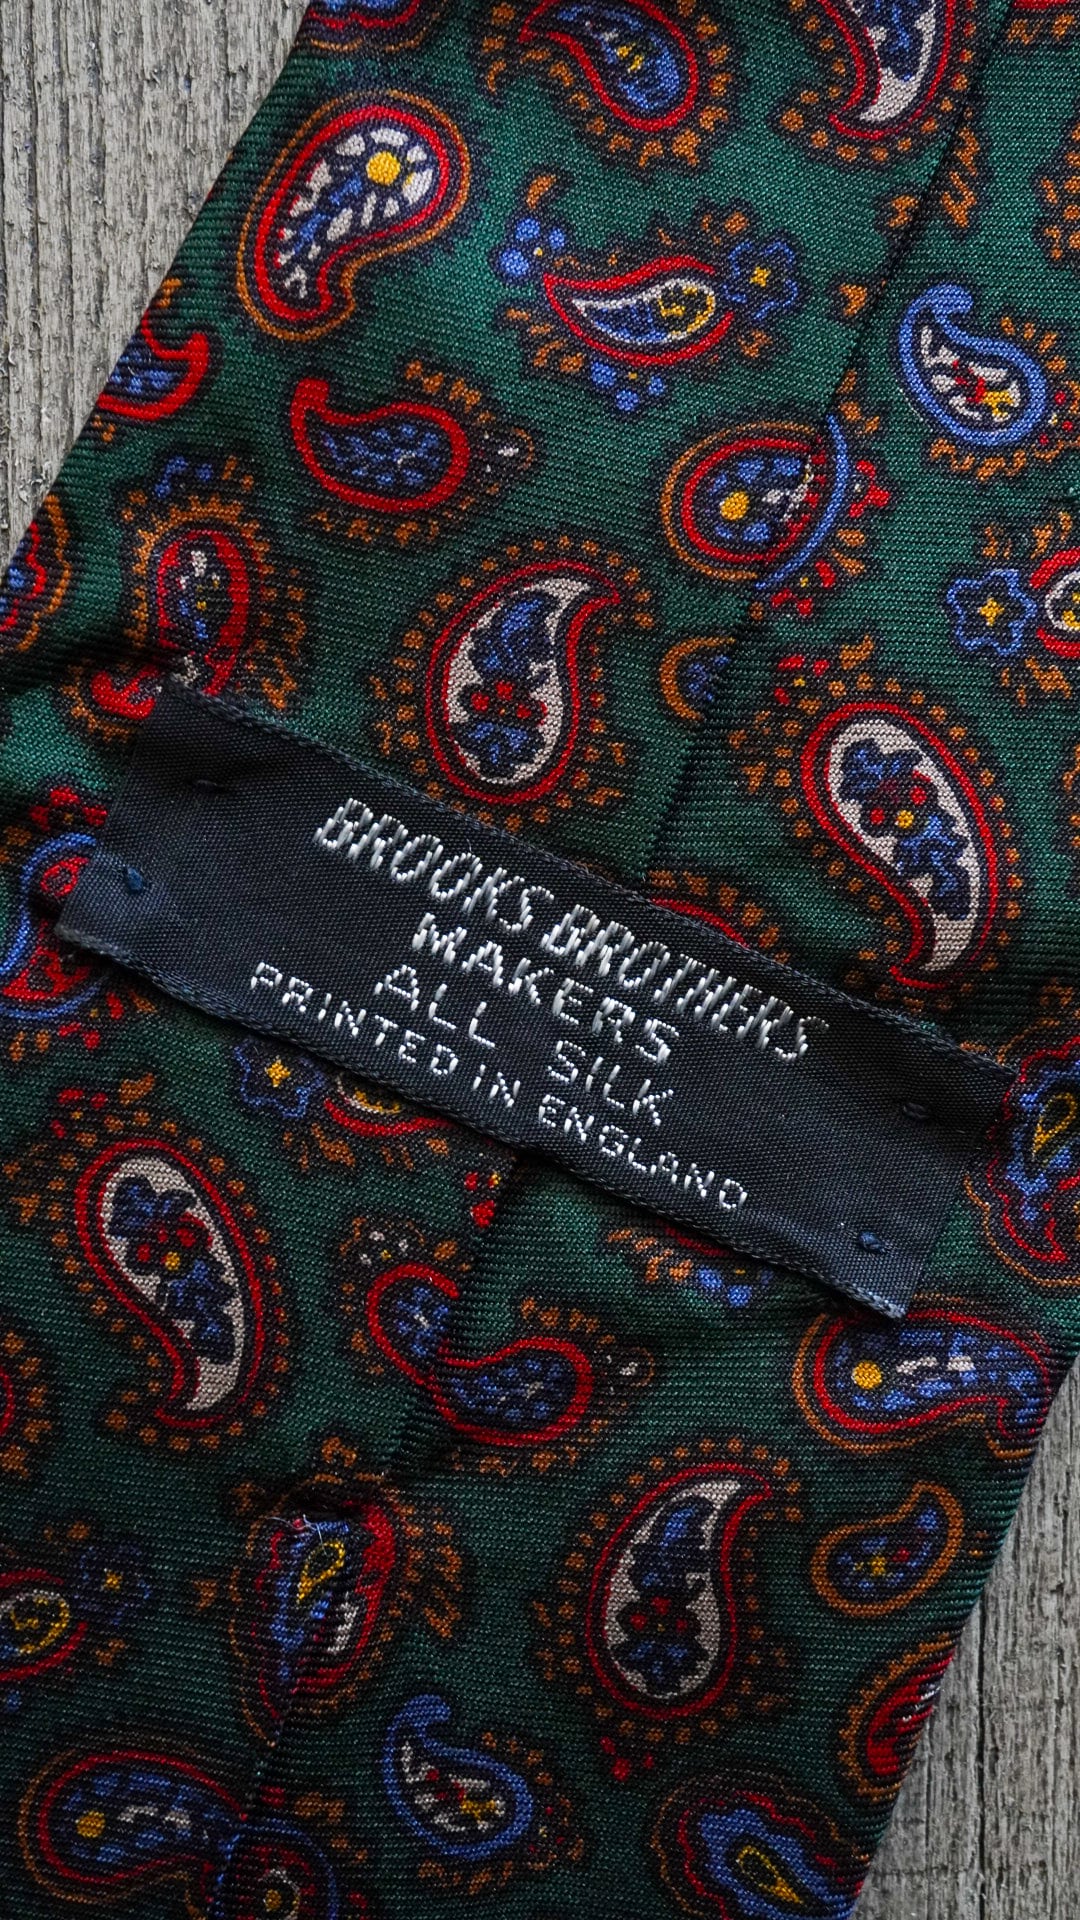 BROOKS BROTHERS
MAKERS
ALL SILK
PRINTED IN ENGLAND